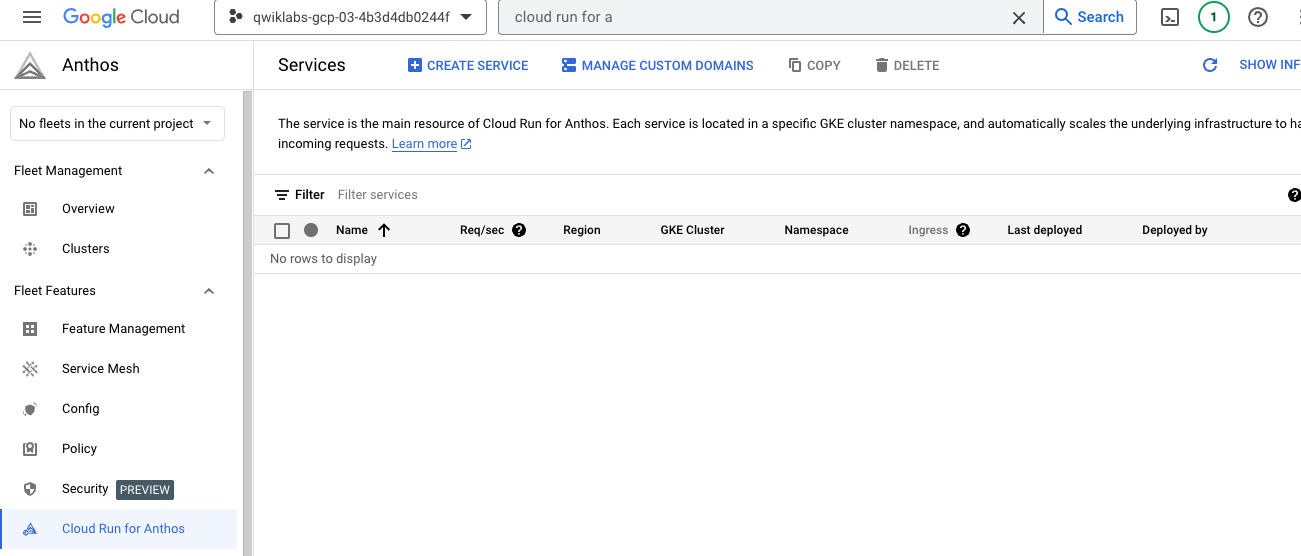 Google Cloud
qwiklabs-gcp-03-4b3d4db0244f
cloud run for a
Search
1
Anthos
Services
CREATE SERVICE
MANAGE CUSTOM DOMAINS
COPY
DELETE
SHOW INF
No fleets in the current project
The service is the main resource of Cloud Run for Anthos. Each service is located in a specific GKE cluster namespace, and automatically scales the underlying infrastructure to ha
incoming requests. Learn more
Fleet Management
Overview
Clusters
Fleet Features
Feature Management
Service Mesh
Config
Policy
Security PREVIEW
Cloud Run for Anthos
Filter Filter services
Name Req/sec Region GKE Cluster Namespace Ingress Last deployed Deployed by
No rows to display